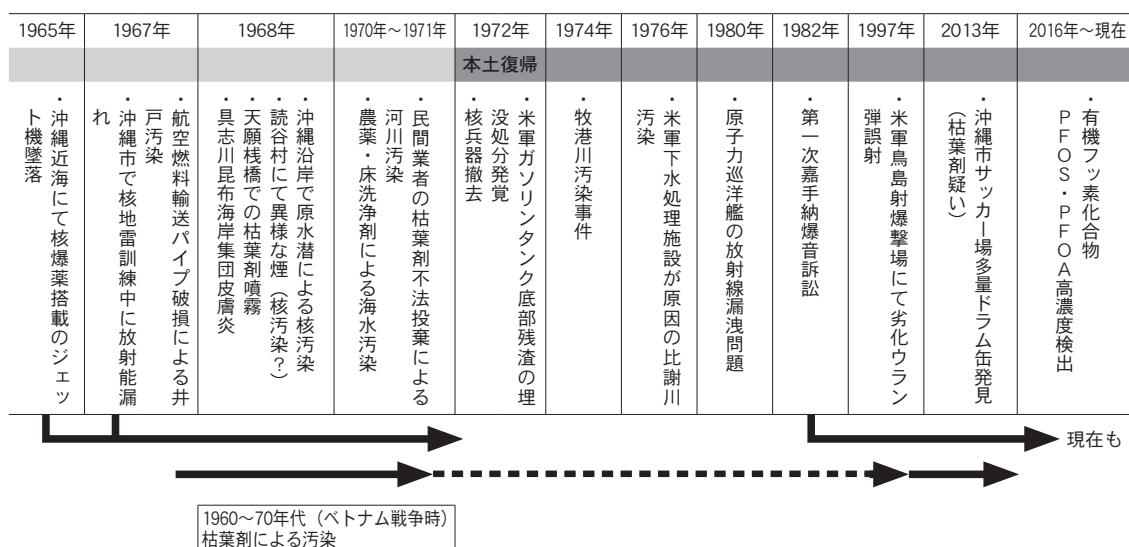 1965年
1967年
1968年
1970年～1971年
1972年
1974年
1976年
1980年
1982年
1997年
2013年
2016年～現在
本土復帰
・沖縄近海にて核爆薬搭載のジェッ
ト機墜落
・航空燃料輸送パイプ破損による井
戸汚染
・沖縄市で核地雷訓練中に放射能漏
れ
・沖縄沿岸で原水潜による核汚染
・読谷村にて異様な煙（核汚染？）
・天願桟橋での枯葉剤噴霧
・具志川昆布海岸集団皮膚炎
・民間業者の枯葉剤不法投棄による
河川汚染
・農薬・床洗浄剤による海水汚染
・米軍ガソリンタンク底部残渣の埋
没処分発覚
・核兵器撤去
・牧港川汚染事件
・米軍下水処理施設が原因の比謝川
汚染
・原子力巡洋艦の放射線漏洩問題
・第一次嘉手納爆音訴訟
・米軍鳥島射爆撃場にて劣化ウラン
弾誤射
・沖縄市サッカー場多量ドラム缶発見
（枯葉剤疑い）
・有機フッ素化合物
ＰＦＯＳ・ＰＦＯＡ高濃度検出
現在も
1960～70年代（ベトナム戦争時）
枯葉剤による汚染